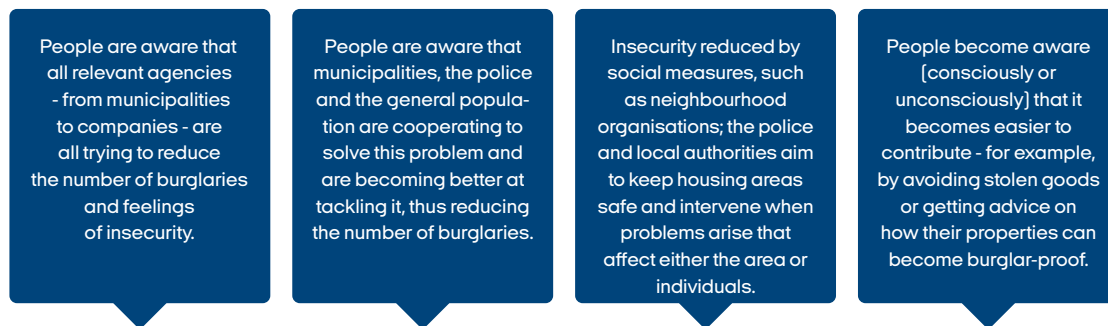 People are aware that
all relevant agencies
- from municipalities
to companies - are
all trying to reduce
the number of burglaries
and feelings
of insecurity.
People are aware that
municipalities, the police
and the general popula-
tion are cooperating to
solve this problem and
are becoming better at
tackling it, thus reducing
the number of burglaries.
Insecurity reduced by
social measures, such
as neighbourhood
organisations; the police
and local authorities aim
to keep housing areas
safe and intervene when
problems arise that
affect either the area or
individuals.
People become aware
(consciously or
unconsciously) that it
becomes easier to
contribute - for example,
by avoiding stolen goods
or getting advice on
how their properties can
become burglar-proof.